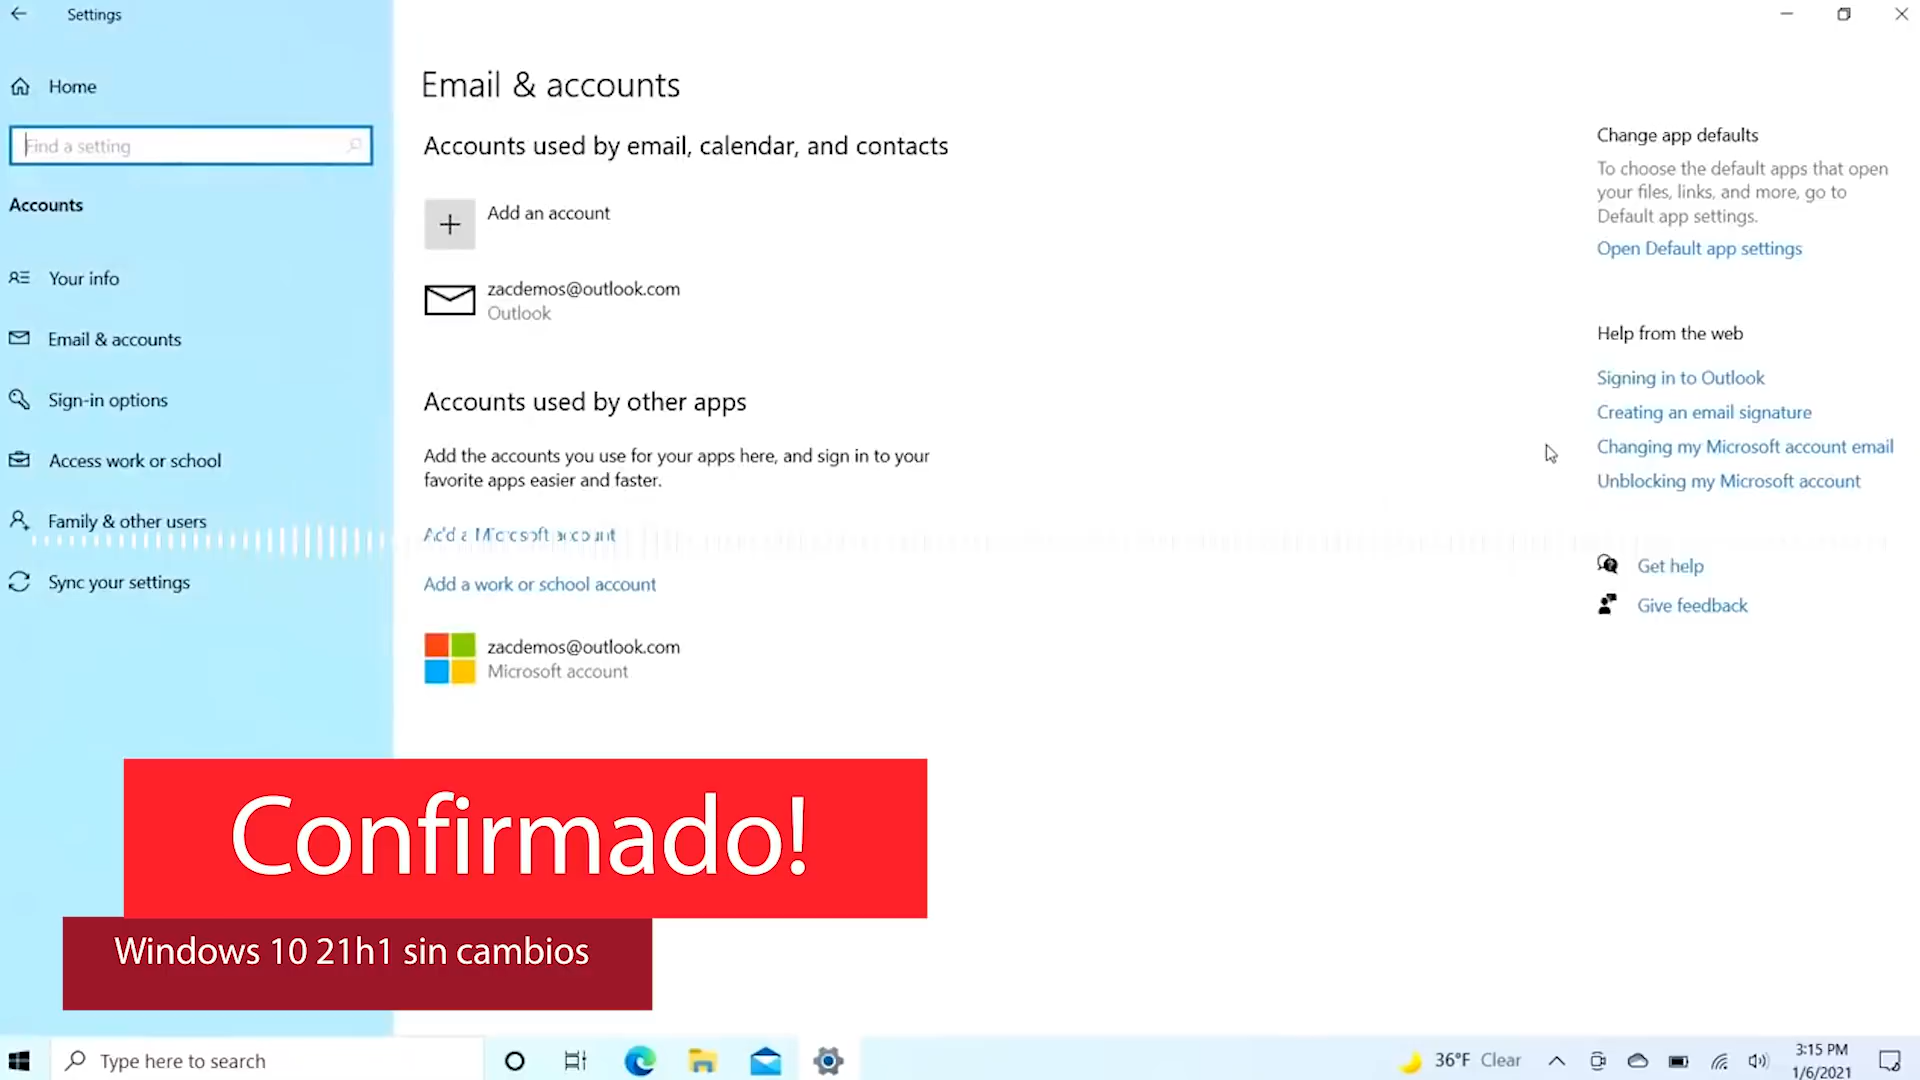 Settings
Home
Find a setting
Accounts
Your info
Email & accounts
Sign-in options
Access work or school
Family & other users
Sync your settings
Email & accounts
Accounts used by email, calendar, and contacts
Add an account
zacdemos@outlook.com
Outlook
Accounts used by other apps
Add the accounts you use for your apps here, and sign in to your
favorite apps easier and faster.
Add a Microsoft account
Add a work or school account
zacdemos@outlook.com
Microsoft account
Change app defaults
To choose the default apps that open
your files, links, and more, go to
Default app settings.
Open Default app settings
Help from the web
Signing in to Outlook
Creating an email signature
Changing my Microsoft account email
Unblocking my Microsoft account
Get help
Give feedback
Confirmado!
Windows 10 21h1 sin cambios
Type here to search
36°F Clear
3:15 PM
1/6/2021